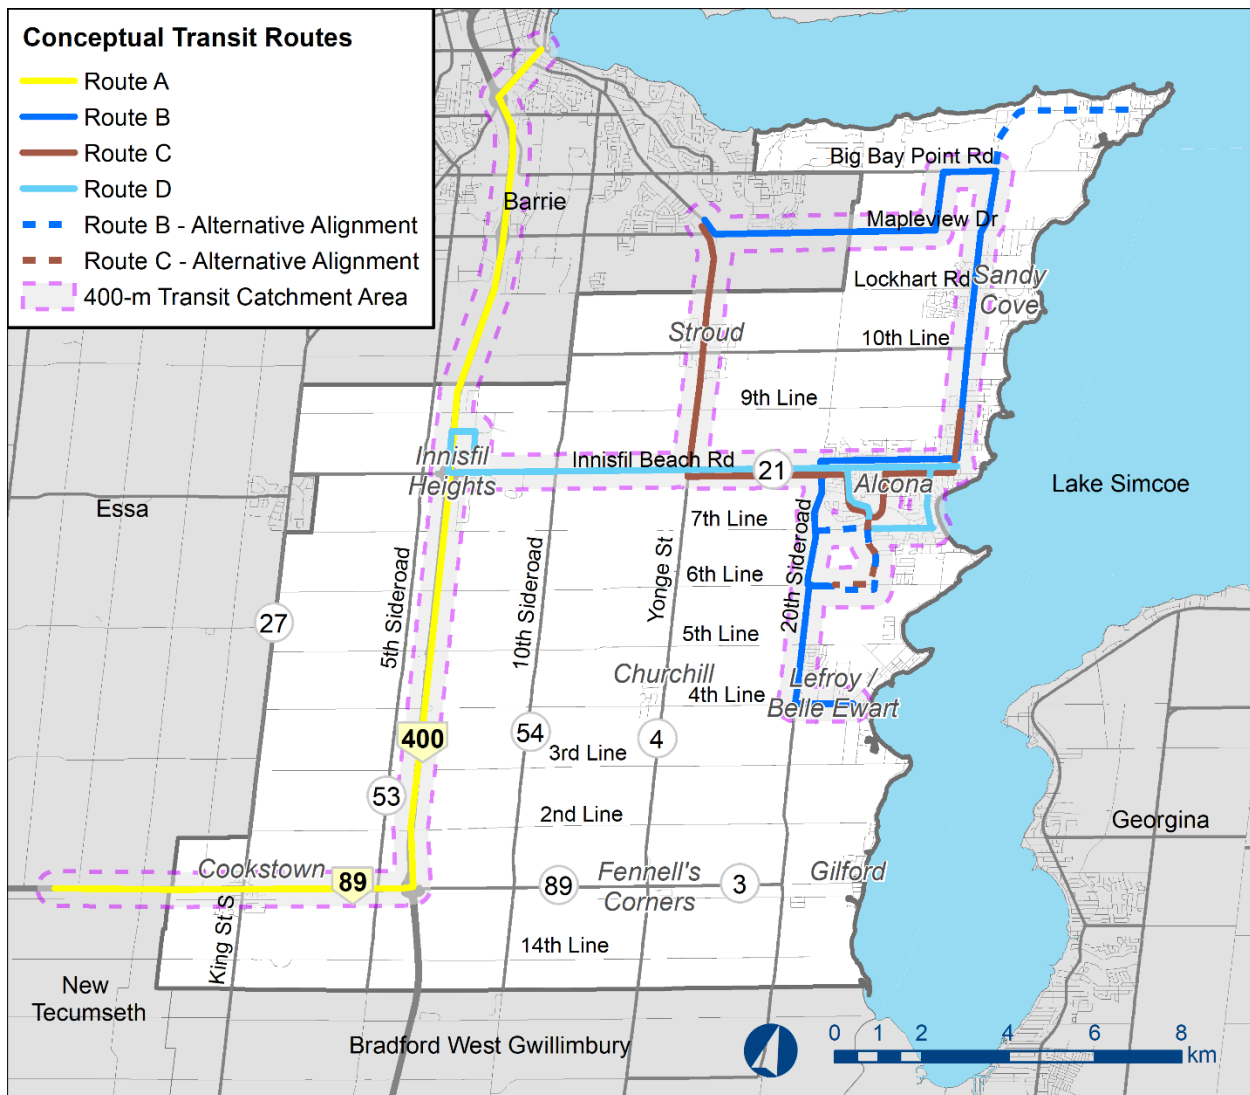 Conceptual Transit Routes
Route A
Route B
Route C
Route D
Route B - Alternative Alignment
Route C - Alternative Alignment
400-m Transit Catchment Area
Big Bay Point Rd
Barrie
Mapleview Dr
Lockhart Rd
Sandy
Cove
Stroud
10th Line
9th Line
Innisfil
Heights
Innisfil Beach Rd
21
Alcona
Lake Simcoe
Essa
7th Line
6th Line
5th Line
5th Sideroad
10th Sideroad
Yonge St
20th Sideroad
27
Churchill
4th Line
Lefroy /
Belle Ewart
400
54
4
3rd Line
53
2nd Line
Georgina
Cookstown
89
89
Fennell's
Corners
3
Gilford
King St S
14th Line
New
Tecumseth
Bradford West Gwillimbury
0 1 2 4 6 8
km